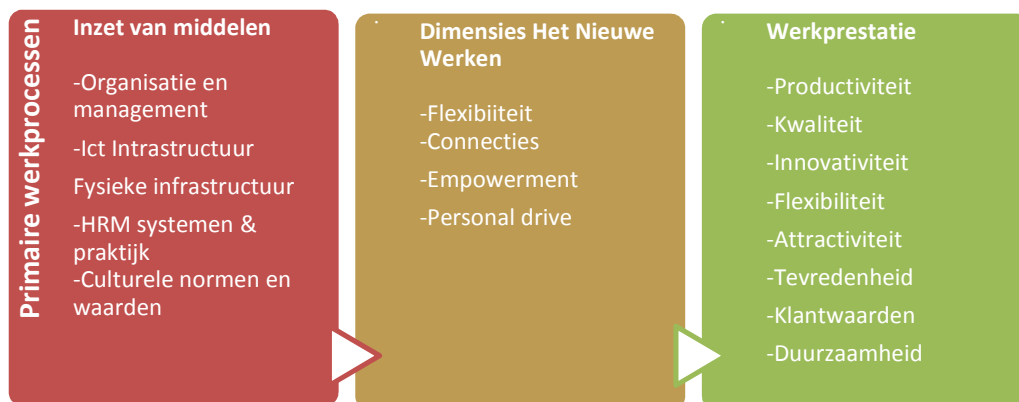 Primaire werkprocessen
Inzet van middelen
-Organisatie en
management
-Ict Intrastructuur
Fysieke infrastructuur
-HRM systemen &
praktijk
-Culturele normen en
waarden
.
Dimensies Het Nieuwe
Werken
-Flexibiiteit
-Connecties
-Empowerment
-Personal drive
.
Werkprestatie
-Productiviteit
-Kwaliteit
-Innovativiteit
-Flexibiliteit
-Attractiviteit
-Tevredenheid
-Klantwaarden
-Duurzaamheid